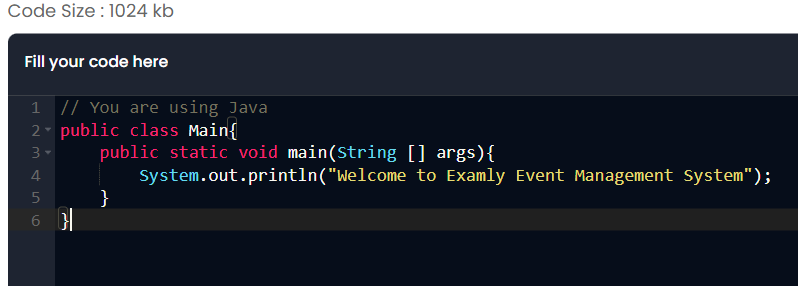 Code Size : 1024 kb
Fill your code here
1 // You are using Java
2 public class Main{
3     public static void main(String [] args){
4         System.out.println("Welcome to Examly Event Management System");
5     }
6 }